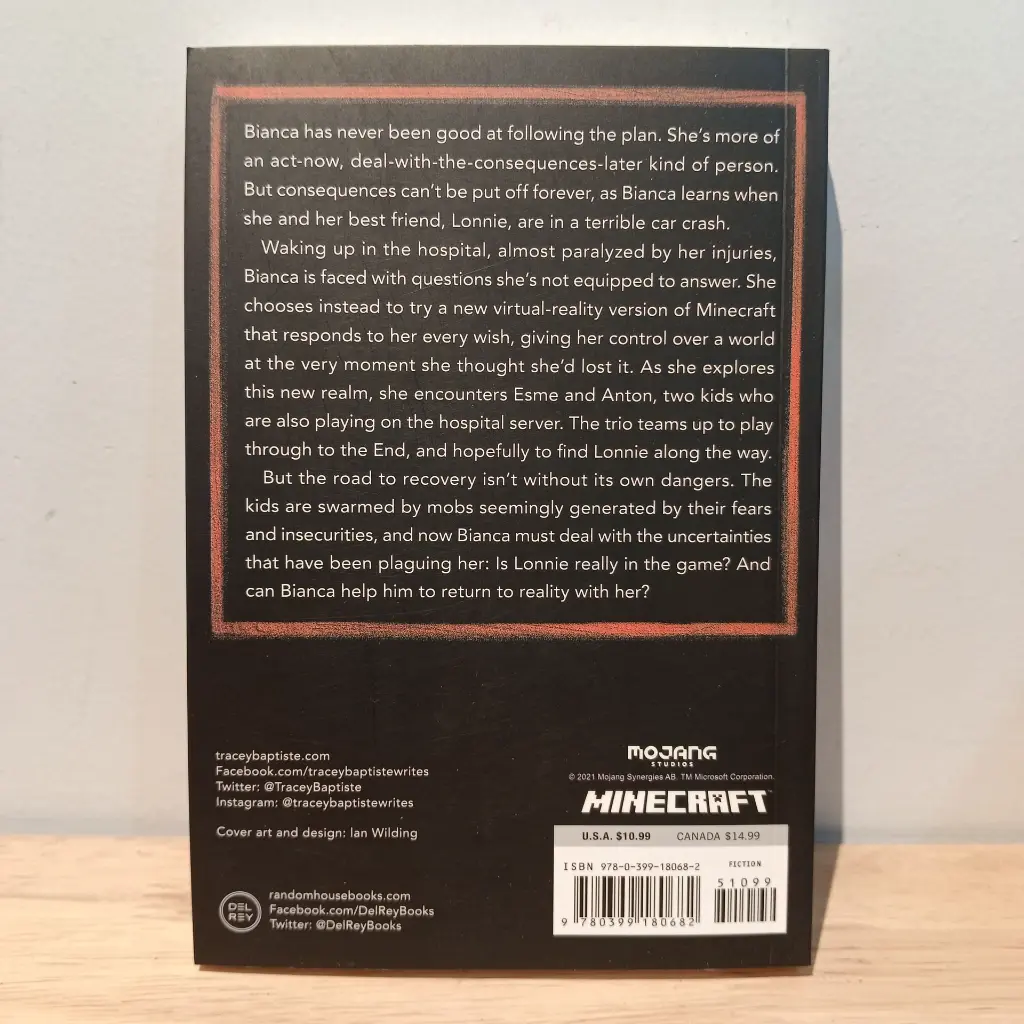 Bianca has never been good at following the plan. She's more of
an act-now, deal-with-the-consequences-later kind of person.
But consequences can't be put off forever, as Bianca learns when
she and her best friend, Lonnie, are in a terrible car crash.
Waking up in the hospital, almost paralyzed by her injuries,
Bianca is faced with questions she's not equipped to answer. She
chooses instead to try a new virtual-reality version of Minecraft
that responds to her every wish, giving her control over a world
at the very moment she thought she'd lost it. As she explores
this new realm, she encounters Esme and Anton, two kids who
are also playing on the hospital server. The trio teams up to play
through to the End, and hopefully to find Lonnie along the way.
But the road to recovery isn't without its own dangers. The
kids are swarmed by mobs seemingly generated by their fears
and insecurities, and now Bianca must deal with the uncertainties
that have been plaguing her: Is Lonnie really in the game? And
can Bianca help him to return to reality with her?
traceybaptiste.com
Facebook.com/traceybaptistewrites
Twitter: @TraceyBaptiste
Instagram: @traceybaptistewrites
Cover art and design: Ian Wilding
DEL
REY
randomhousebooks.com
Facebook.com/DelReyBooks
Twitter: @DelReyBooks
MOJANG
STUDIOS
© 2021 Mojang Synergies AB. TM Microsoft Corporation.
MINECRAFT™
U.S.A. $10.99 CANADA $14.99
ISBN 978-0-399-18068-2
FICTION
51099
9 780399 180682